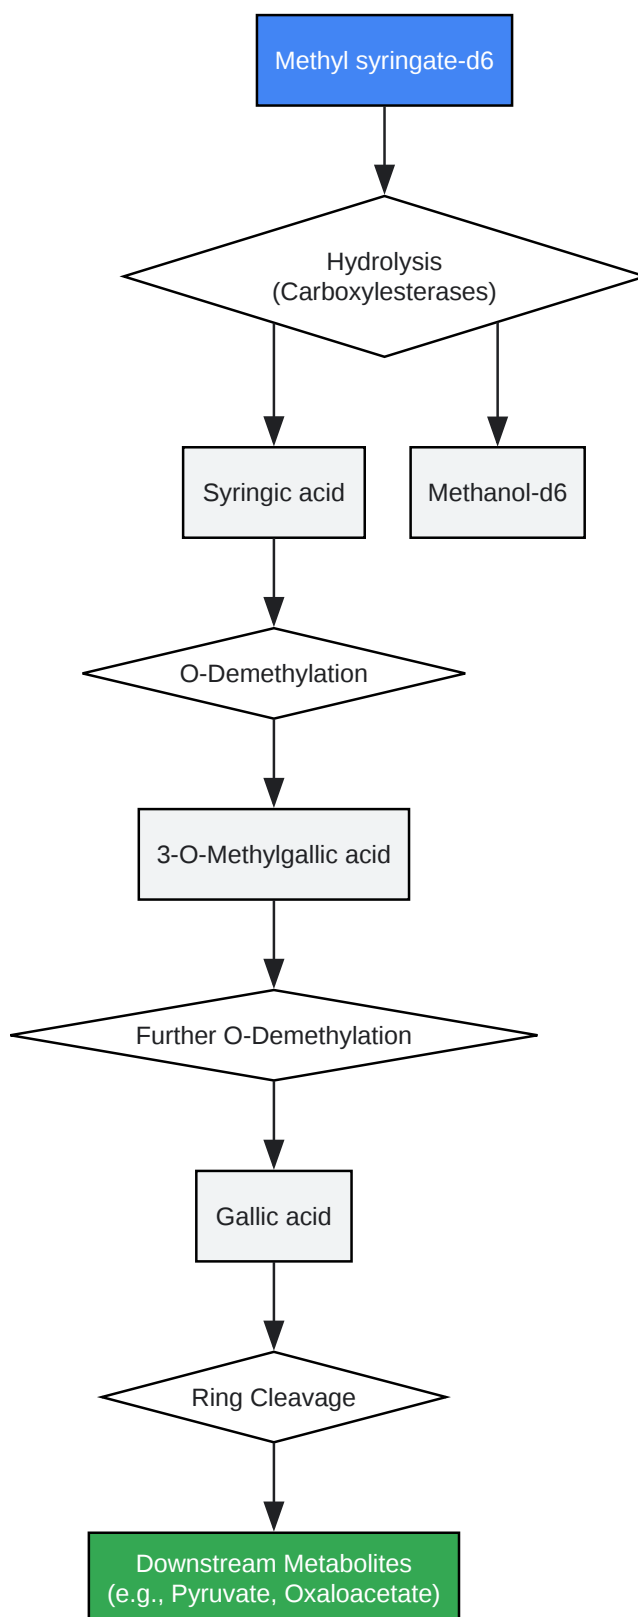 Methyl syringate-d6
Hydrolysis
(Carboxylesterases)
Syringic acid
Methanol-d6
O-Demethylation
3-O-Methylgallic acid
Further O-Demethylation
Gallic acid
Ring Cleavage
Downstream Metabolites
(e.g., Pyruvate, Oxaloacetate)